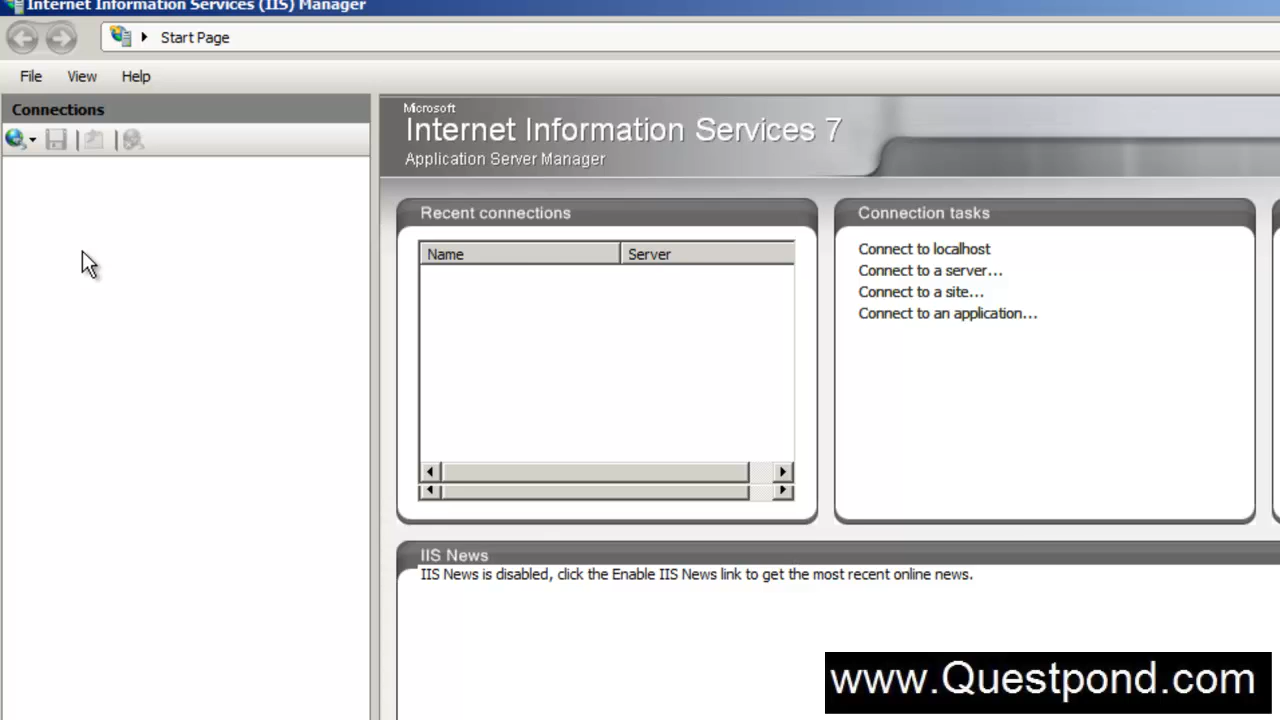 Internet Information Services (IIS) Manager
Start Page
File View Help
Connections
Microsoft
Internet Information Services 7
Application Server Manager
Recent connections
Name Server
Connection tasks
Connect to localhost
Connect to a server...
Connect to a site...
Connect to an application...
IIS News
IIS News is disabled, click the Enable IIS News link to get the most recent online news.
www.Questpond.com